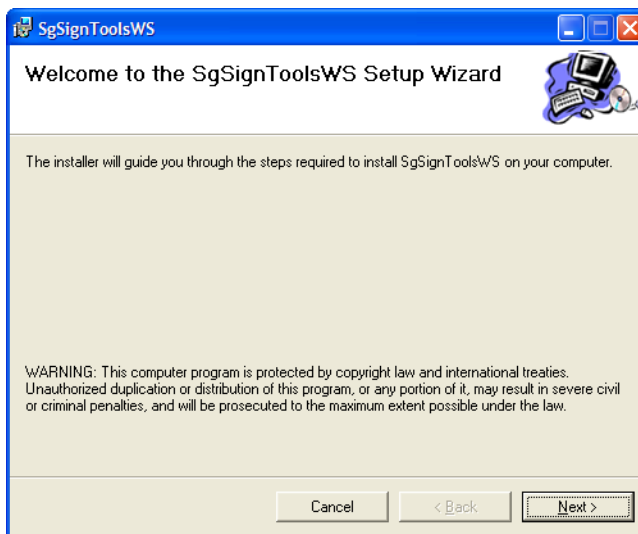 SgSignToolsWS
Welcome to the SgSignToolsWS Setup Wizard
The installer will guide you through the steps required to install SgSignToolsWS on your computer.
WARNING: This computer program is protected by copyright law and international treaties.
Unauthorized duplication or distribution of this program, or any portion of it, may result in severe civil
or criminal penalties, and will be prosecuted to the maximum extent possible under the law.
Cancel
< Back
Next >